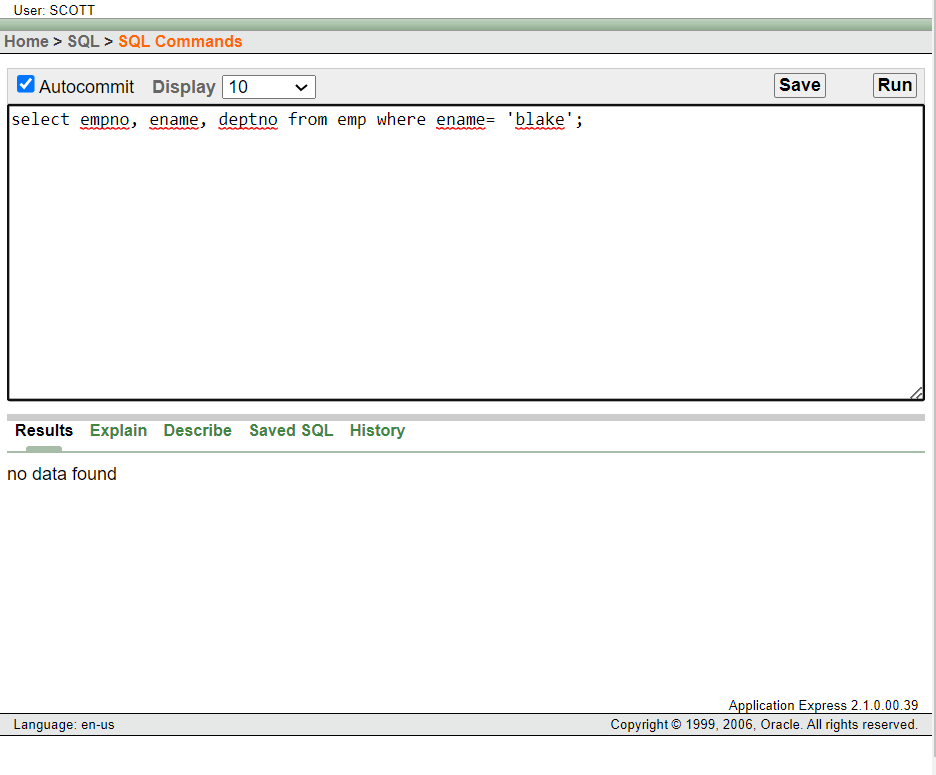 User: SCOTT
Home > SQL > SQL Commands
Autocommit Display 10 Save Run
select empno, ename, deptno from emp where ename= 'blake';
Results Explain Describe Saved SQL History
no data found
Application Express 2.1.0.00.39
Language: en-us Copyright © 1999, 2006, Oracle. All rights reserved.